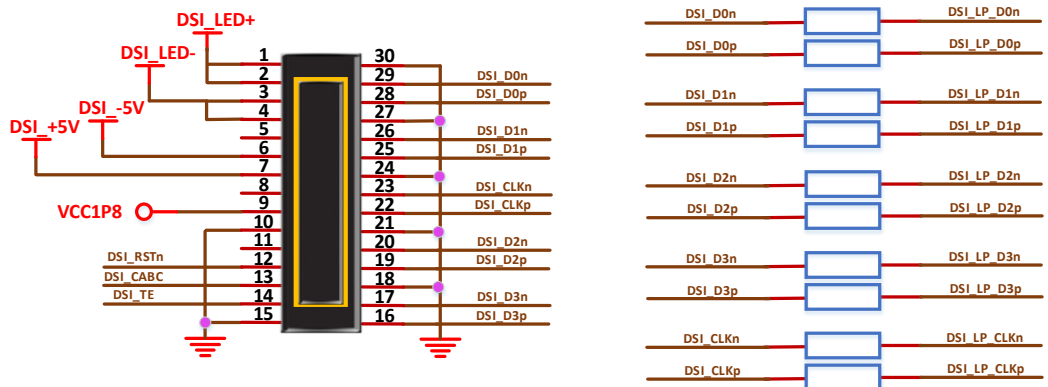 DSI_LED+
DSI_LED-
DSI_-5V
DSI_+5V
VCC1P8
DSI_RSTn
DSI_CABC
DSI_TE
1
2
3
4
5
6
7
8
9
10
11
12
13
14
15
30
29
28
27
26
25
24
23
22
21
20
19
18
17
16
DSI_D0n
DSI_D0p
DSI_D1n
DSI_D1p
DSI_CLKn
DSI_CLKp
DSI_D2n
DSI_D2p
DSI_D3n
DSI_D3p
DSI_D0n DSI_LP_D0n
DSI_D0p DSI_LP_D0p
DSI_D1n DSI_LP_D1n
DSI_D1p DSI_LP_D1p
DSI_D2n DSI_LP_D2n
DSI_D2p DSI_LP_D2p
DSI_D3n DSI_LP_D3n
DSI_D3p DSI_LP_D3p
DSI_CLKn DSI_LP_CLKn
DSI_CLKp DSI_LP_CLKp